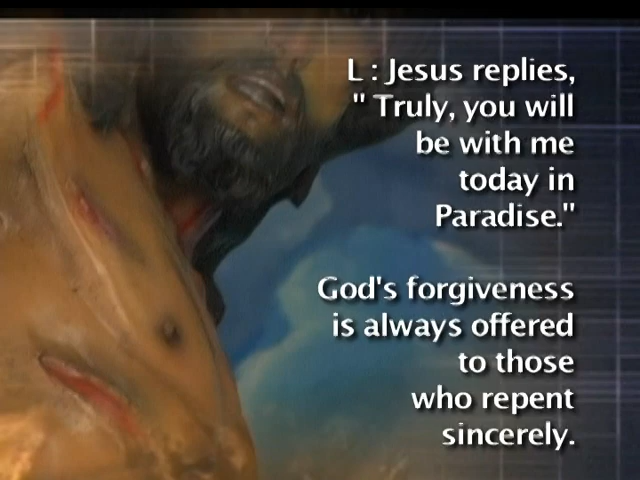 L : Jesus replies,
" Truly, you will
be with me
today in
Paradise."
God's forgiveness
is always offered
to those
who repent
sincerely.